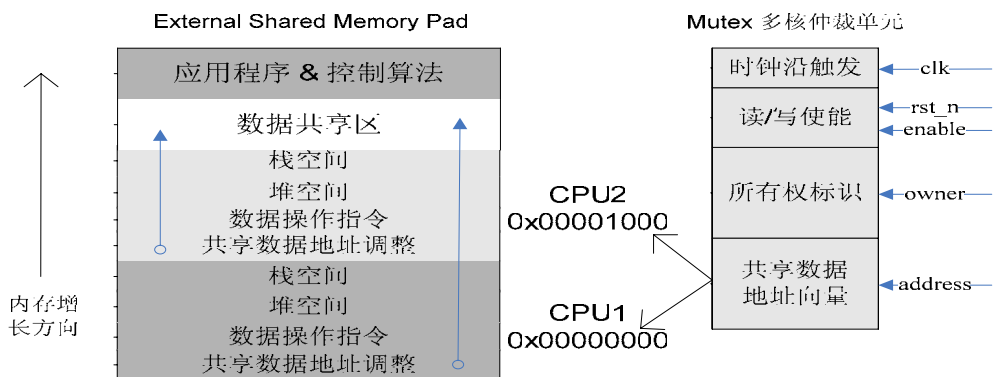 External Shared Memory Pad
应用程序 & 控制算法
数据共享区
栈空间
堆空间
数据操作指令
共享数据地址调整
栈空间
堆空间
数据操作指令
共享数据地址调整
内存增
长方向
CPU2
0x00001000
CPU1
0x00000000
Mutex 多核仲裁单元
时钟沿触发
clk
读/写使能
rst_n
enable
所有权标识
owner
共享数据
地址向量
address